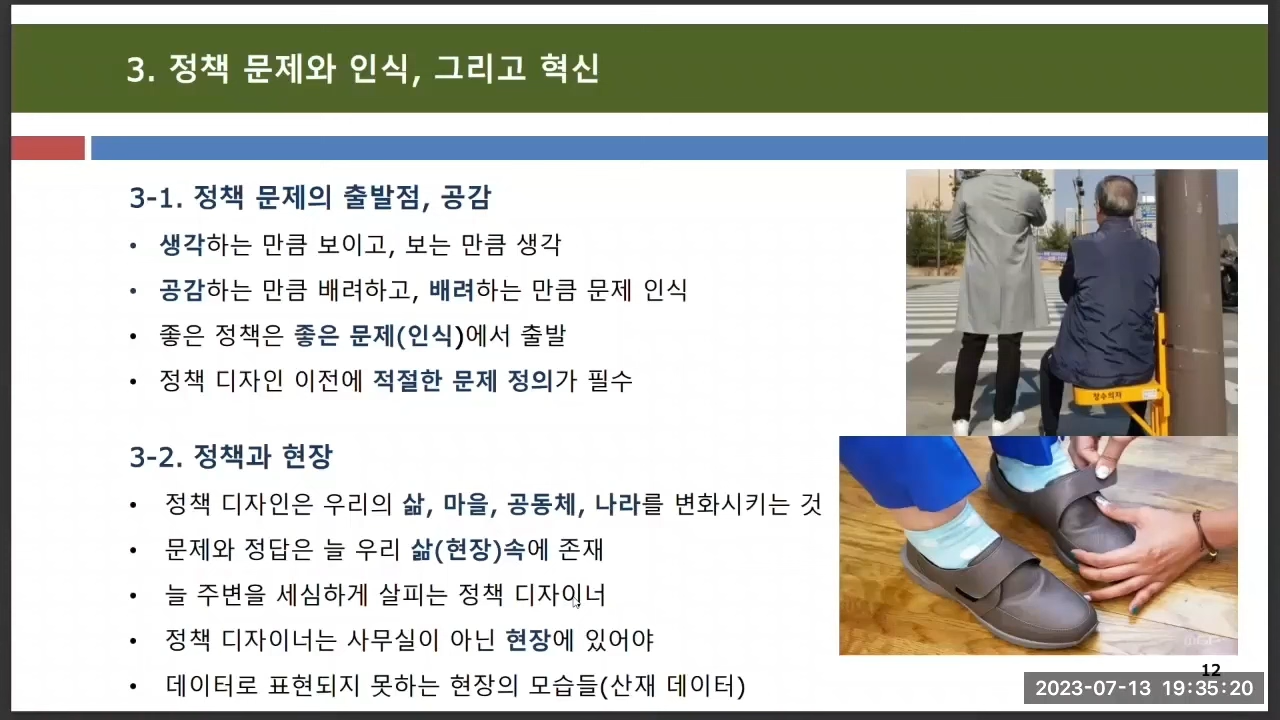 3. 정책 문제와 인식, 그리고 혁신
3-1. 정책 문제의 출발점, 공감
• 생각하는 만큼 보이고, 보는 만큼 생각
• 공감하는 만큼 배려하고, 배려하는 만큼 문제 인식
• 좋은 정책은 좋은 문제(인식)에서 출발
• 정책 디자인 이전에 적절한 문제 정의가 필수
장수의자
3-2. 정책과 현장
• 정책 디자인은 우리의 삶, 마을, 공동체, 나라를 변화시키는 것
• 문제와 정답은 늘 우리 삶(현장)속에 존재
• 늘 주변을 세심하게 살피는 정책 디자이너
• 정책 디자이너는 사무실이 아닌 현장에 있어야
• 데이터로 표현되지 못하는 현장의 모습들(산재 데이터)
12
2023-07-13 19:35:20